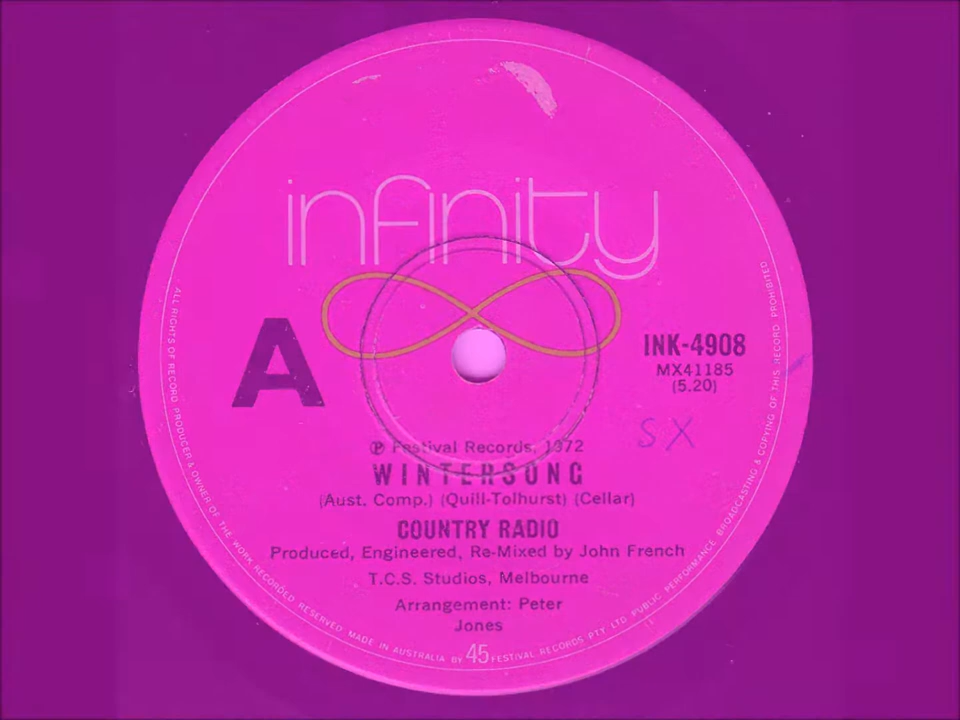 infinity
A
INK-4908
MX41185
(5.20)
SX
℗ Festival Records, 1972
WINTERSONG
(Aust. Comp.) (Quill-Tolhurst) (Cellar)
COUNTRY RADIO
Produced, Engineered, Re-Mixed by John French
T.C.S. Studios, Melbourne
Arrangement: Peter
Jones
45
ALL RIGHTS OF RECORD PRODUCER & OWNER OF THE WORK RECORDED RESERVED MADE IN AUSTRALIA BY FESTIVAL RECORDS PTY LTD PUBLIC PERFORMANCE BROADCASTING & COPYING OF THIS RECORD PROHIBITED